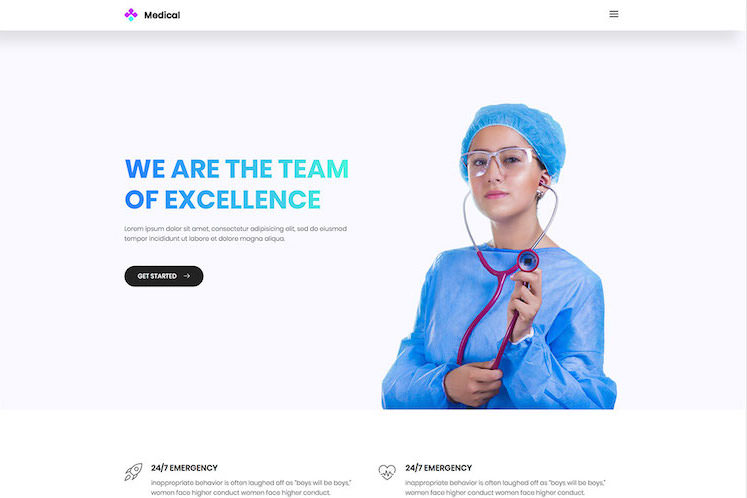 Medical
WE ARE THE TEAM
OF EXCELLENCE
Lorem ipsum dolor sit amet, consectetur adipisicing elit, sed do eiusmod
tempor incididunt ut labore et dolore magna aliqua.
GET STARTED
24/7 EMERGENCY
inappropriate behavior is often laughed off as "boys will be boys,"
women face higher conduct women face higher conduct.
24/7 EMERGENCY
inappropriate behavior is often laughed off as "boys will be boys,"
women face higher conduct women face higher conduct.